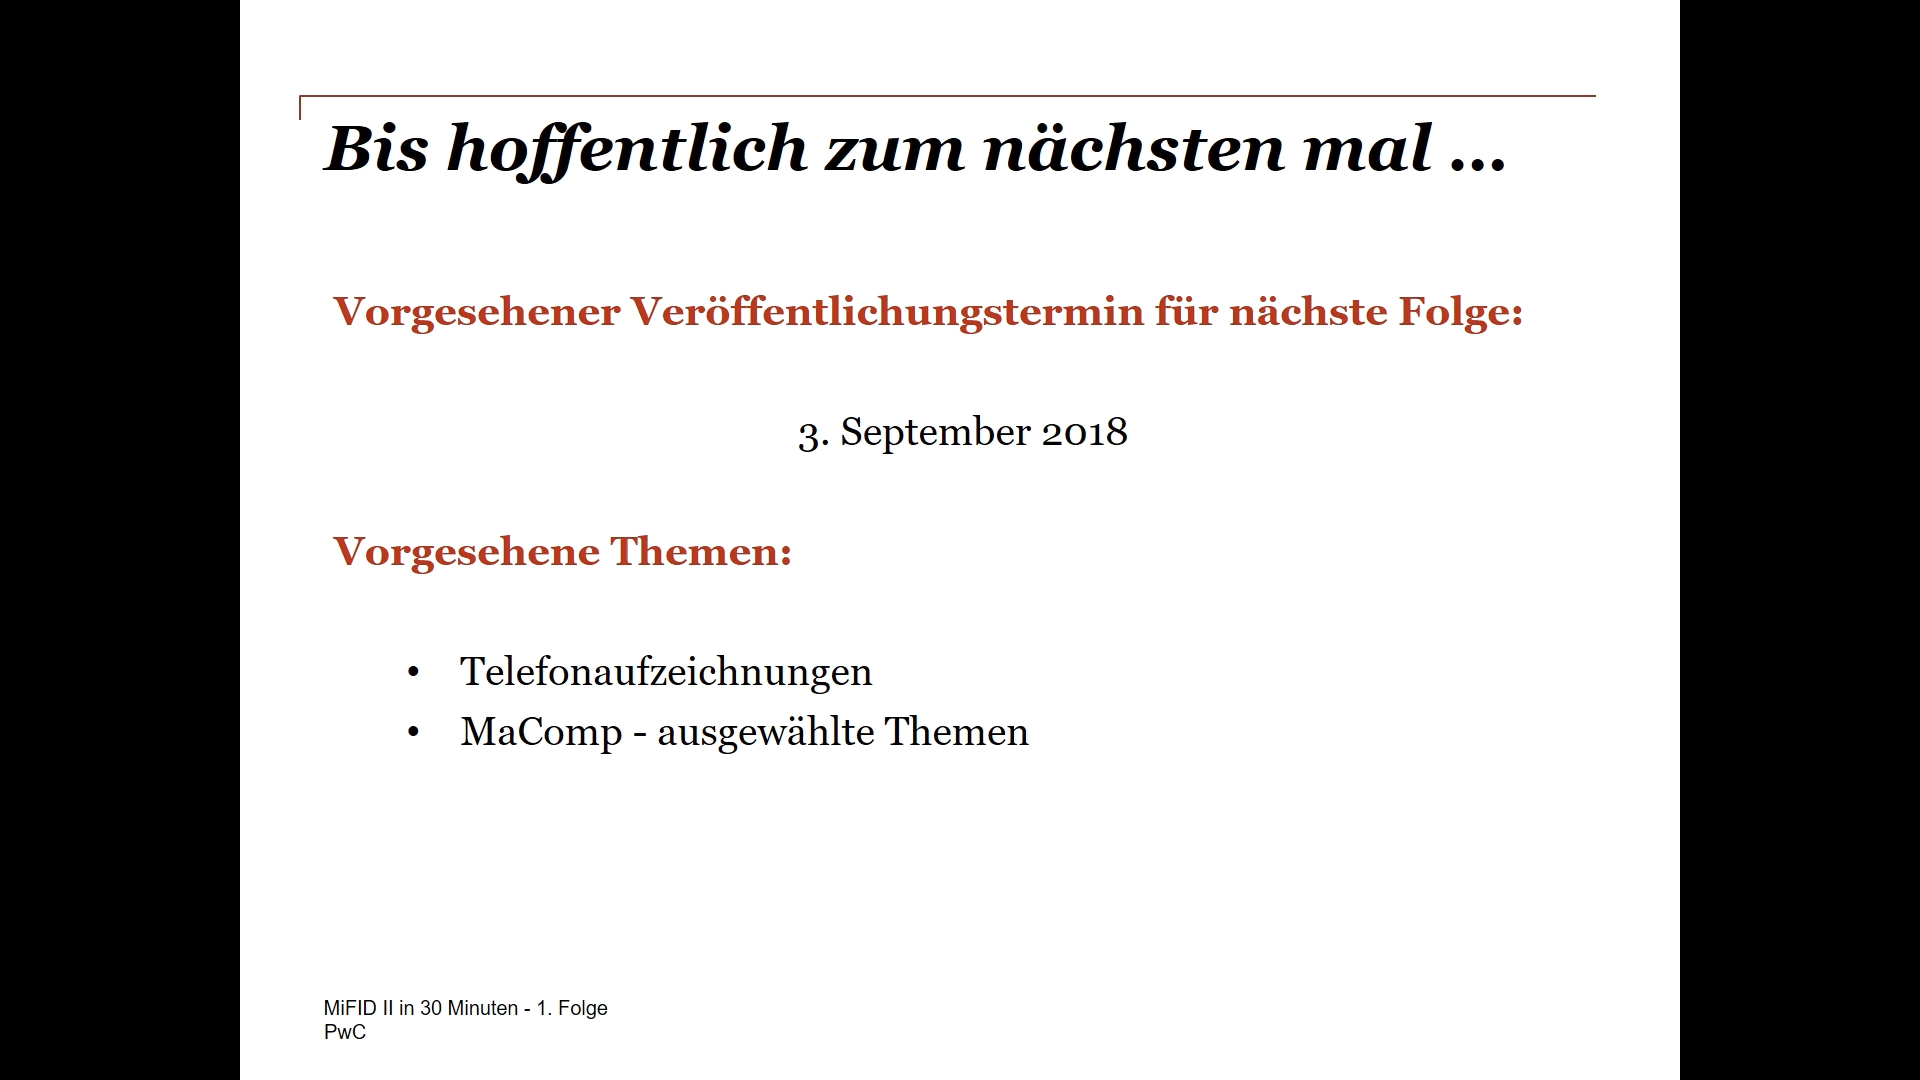 Bis hoffentlich zum nächsten mal ...
Vorgesehener Veröffentlichungstermin für nächste Folge:
3. September 2018
Vorgesehene Themen:
• Telefonaufzeichnungen
• MaComp - ausgewählte Themen
MiFID II in 30 Minuten - 1. Folge
PwC